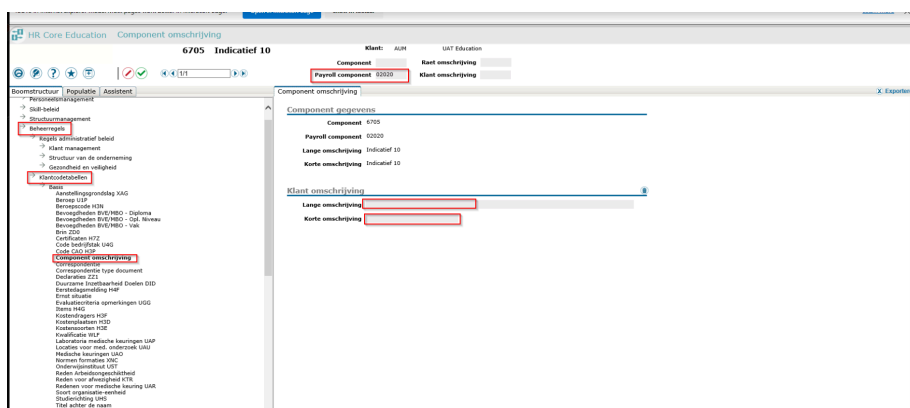 HR Core Education Component omschrijving
6705 Indicatief 10
Klant: AUM UAT Education
Component Raet omschrijving
Payroll component 02020 Klant omschrijving
1/1
Boomstructuur Populatie Assistent
Component omschrijving
X Exporteren
Personeelsmanagement
Skill-beleid
Structuurmanagement
Beheerregels
Regels administratief beleid
Klant management
Structuur van de onderneming
Gezondheid en veiligheid
Klantcodetabellen
Basis
Aanstellingsgrondslag XAG
Beroep U1P
Beroepscode H3N
Bevoegdheden BVE/MBO - Diploma
Bevoegdheden BVE/MBO - Opl. Niveau
Bevoegdheden BVE/MBO - Vak
Brin ZD0
Certificaten H7Z
Code bedrijfstak U4G
Code CAO H3P
Component omschrijving
Correspondentie
Correspondentie type document
Declaraties ZZ1
Duurzame Inzetbaarheid Doelen DID
Eerstedagsmelding H4F
Ernst situatie
Evaluatiecriteria opmerkingen UGG
Items H4G
Kostendragers H3F
Kostenplaatsen H3D
Kostensoorten H3E
Kwalificatie WLF
Laboratoria medische keuringen UAP
Locaties voor med. onderzoek UAU
Medische keuringen UAO
Normen formaties XNC
Onderwijsinstituut UST
Reden Arbeidsongeschiktheid
Reden voor afwezigheid KTR
Redenen voor medische keuring UAR
Soort organisatie-eenheid
Studierichting UHS
Titel achter de naam
Component gegevens
Component 6705
Payroll component 02020
Lange omschrijving Indicatief 10
Korte omschrijving Indicatief 10
Klant omschrijving
Lange omschrijving
Korte omschrijving